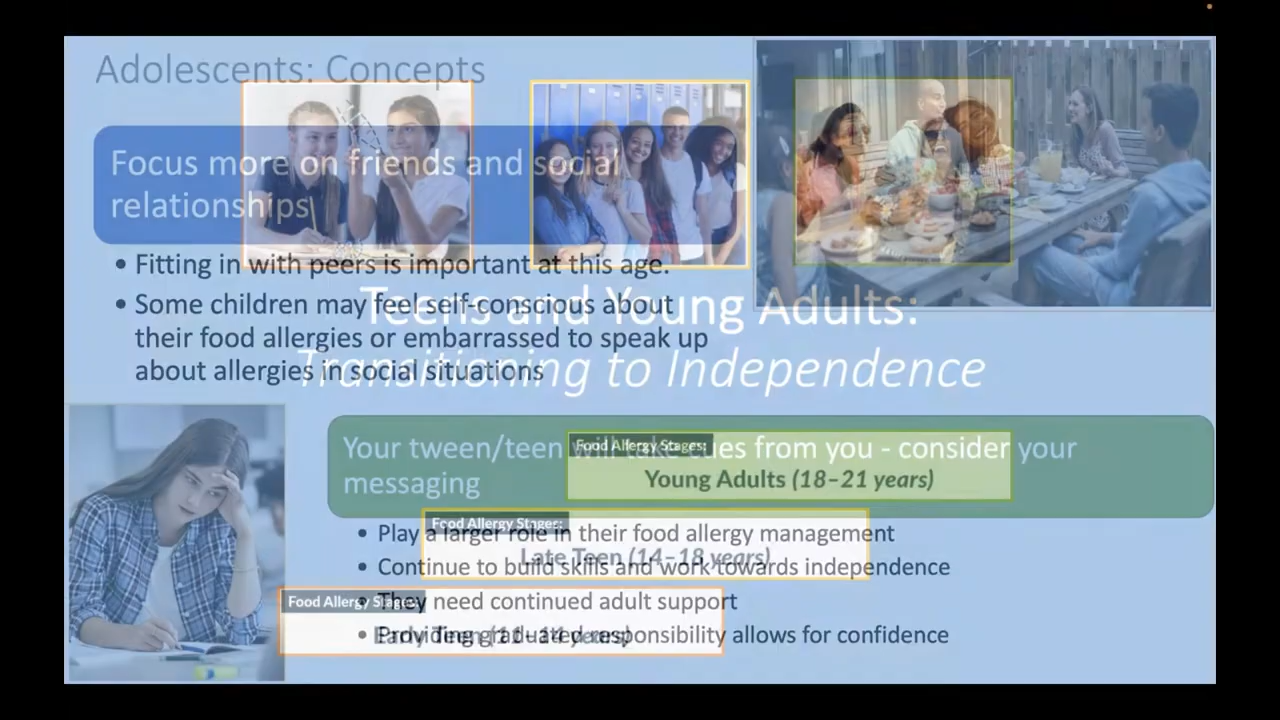 Adolescents: Concepts
Focus more on friends and social
relationships
• Fitting in with peers is important at this age.
• Some children may feel self-conscious about
their food allergies or embarrassed to speak up
about allergies in social situations
Teens and Young Adults:
Transitioning to Independence
Your tween/teen will take cues from you - consider your
messaging
Food Allergy Stages:
Young Adults (18–21 years)
• Play a larger role in their food allergy management
• Continue to build skills and work towards independence
• They need continued adult support
• Providing graduated responsibility allows for confidence
Food Allergy Stages:
Late Teen (14–18 years)
Food Allergy Stages:
Early Teen (11–14 years)